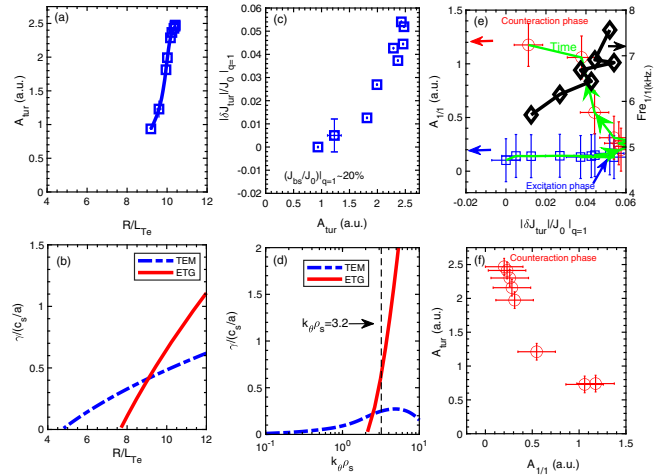 (a)
A_tur (a.u.)
2.5
2
1.5
1
0.5
0
4 6 8 10 12
R/L_Te
(b)
TEM
ETG
γ/(c_s/a)
1.5
1
0.5
0
4 6 8 10 12
R/L_Te
(c)
|δJ_tur|/J_0 |_q=1
0.06
0.05
0.04
0.03
0.02
0.01
0
-0.01
-0.02
(J_bs/J_0)|_q=1~20%
0 0.5 1 1.5 2 2.5
A_tur (a.u.)
(d)
TEM
ETG
k_θρ_s=3.2
γ/(c_s/a)
2
1.5
1
0.5
0
10^-1 10^0 10^1
k_θρ_s
(e)
Counteraction phase
Time
Excitation phase
A_1/1 (a.u.)
1.5
1
0.5
0
Fre_1/1(kHz.)
8
7
6
5
4
0 0.02 0.04 0.06
|δJ_tur|/J_0 |_q=1
(f)
Counteraction phase
A_tur (a.u.)
3
2.5
2
1.5
1
0.5
0
0 0.5 1 1.5
A_1/1 (a.u.)